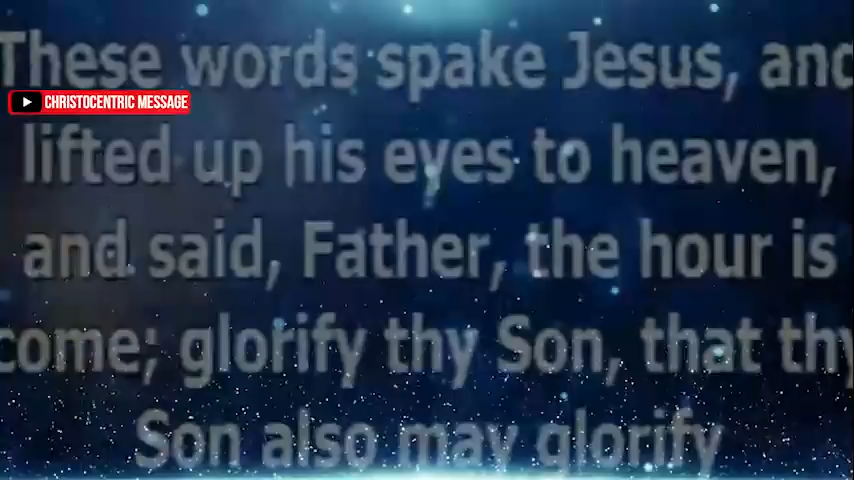 These words spake Jesus, and
CHRISTOCENTRIC MESSAGE
lifted up his eyes to heaven,
and said, Father, the hour is
come; glorify thy Son, that thy
Son also may glorify